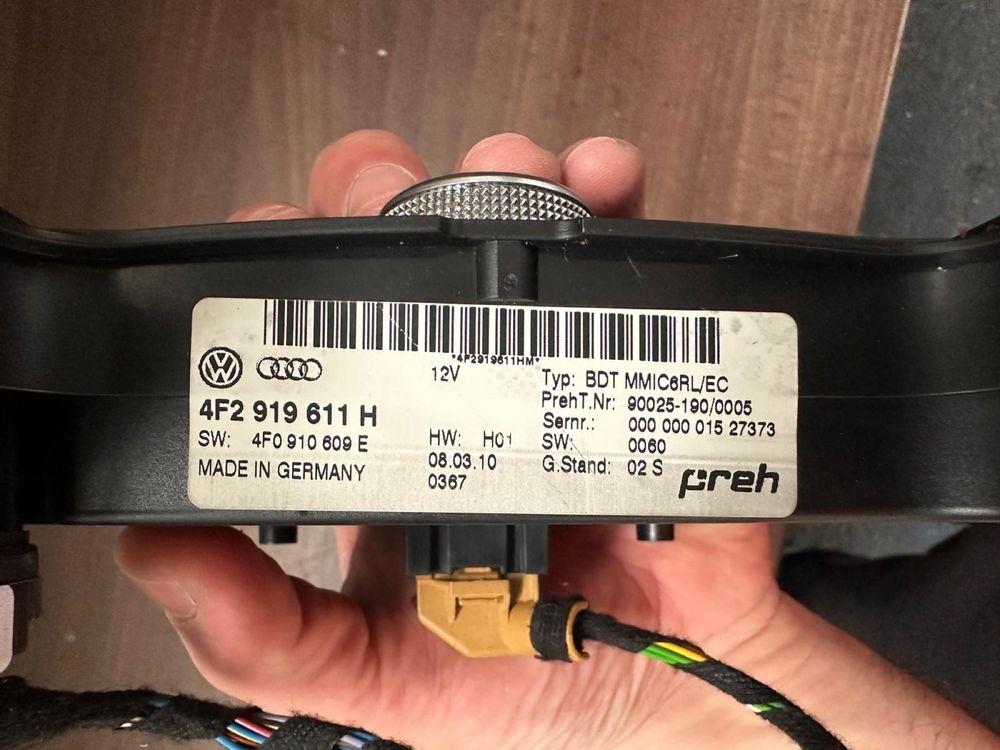 *4F2919611HM*
12V
4F2 919 611 H
SW: 4F0 910 609 E
MADE IN GERMANY
HW: H01
08.03.10
0367
Typ: BDT MMIC6RL/EC
PrehT.Nr: 90025-190/0005
Sernr.: 000 000 015 27373
SW: 0060
G.Stand: 02 S
preh